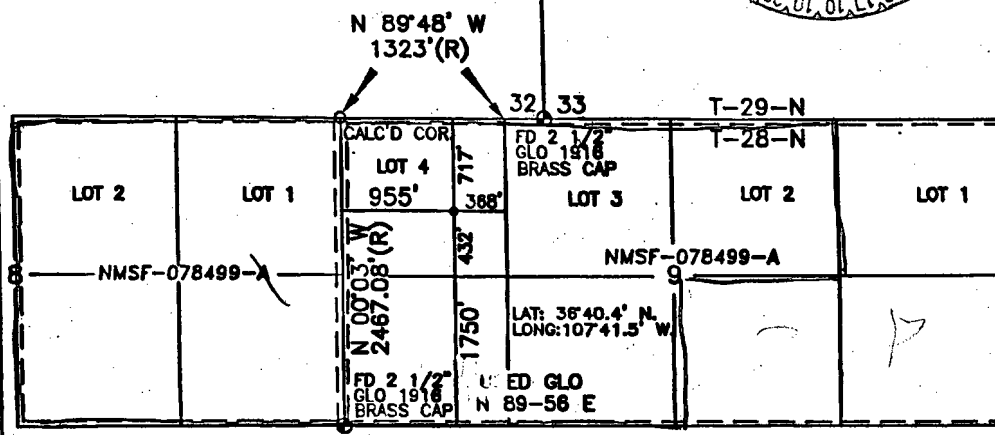 N 89°48' W
1323'(R)
32 33
T-29-N
T-28-N
CALC'D COR
FD 2 1/2"
GLO 1916
BRASS CAP
LOT 2
LOT 1
LOT 4
717'
LOT 3
LOT 2
LOT 1
955'
368'
432'
N 00°03' W
2467.08'(R)
NMSF-078499-A
NMSF-078499-A
9
8
1750'
LAT: 36°40.4' N.
LONG:107°41.5' W.
FD 2 1/2"
GLO 1916
BRASS CAP
ED GLO
N 89-56 E